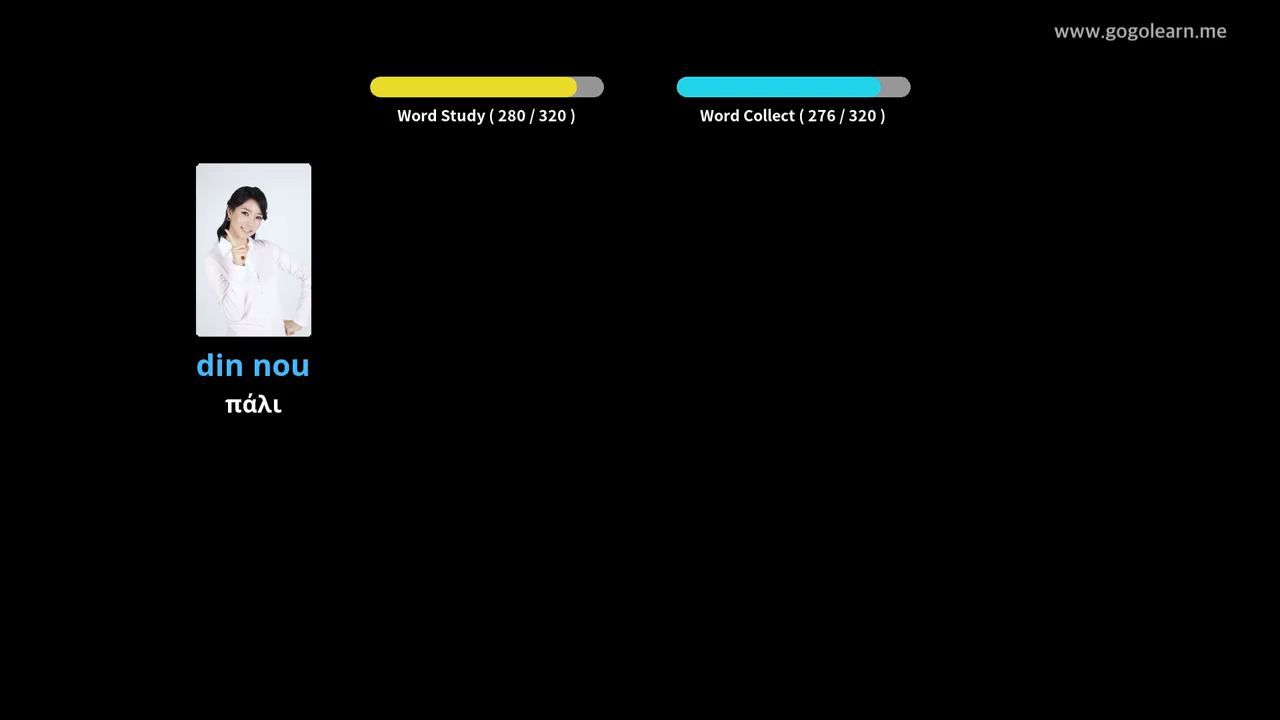 www.gogolearn.me
Word Study ( 280 / 320 )
Word Collect ( 276 / 320 )
din nou
πάλι